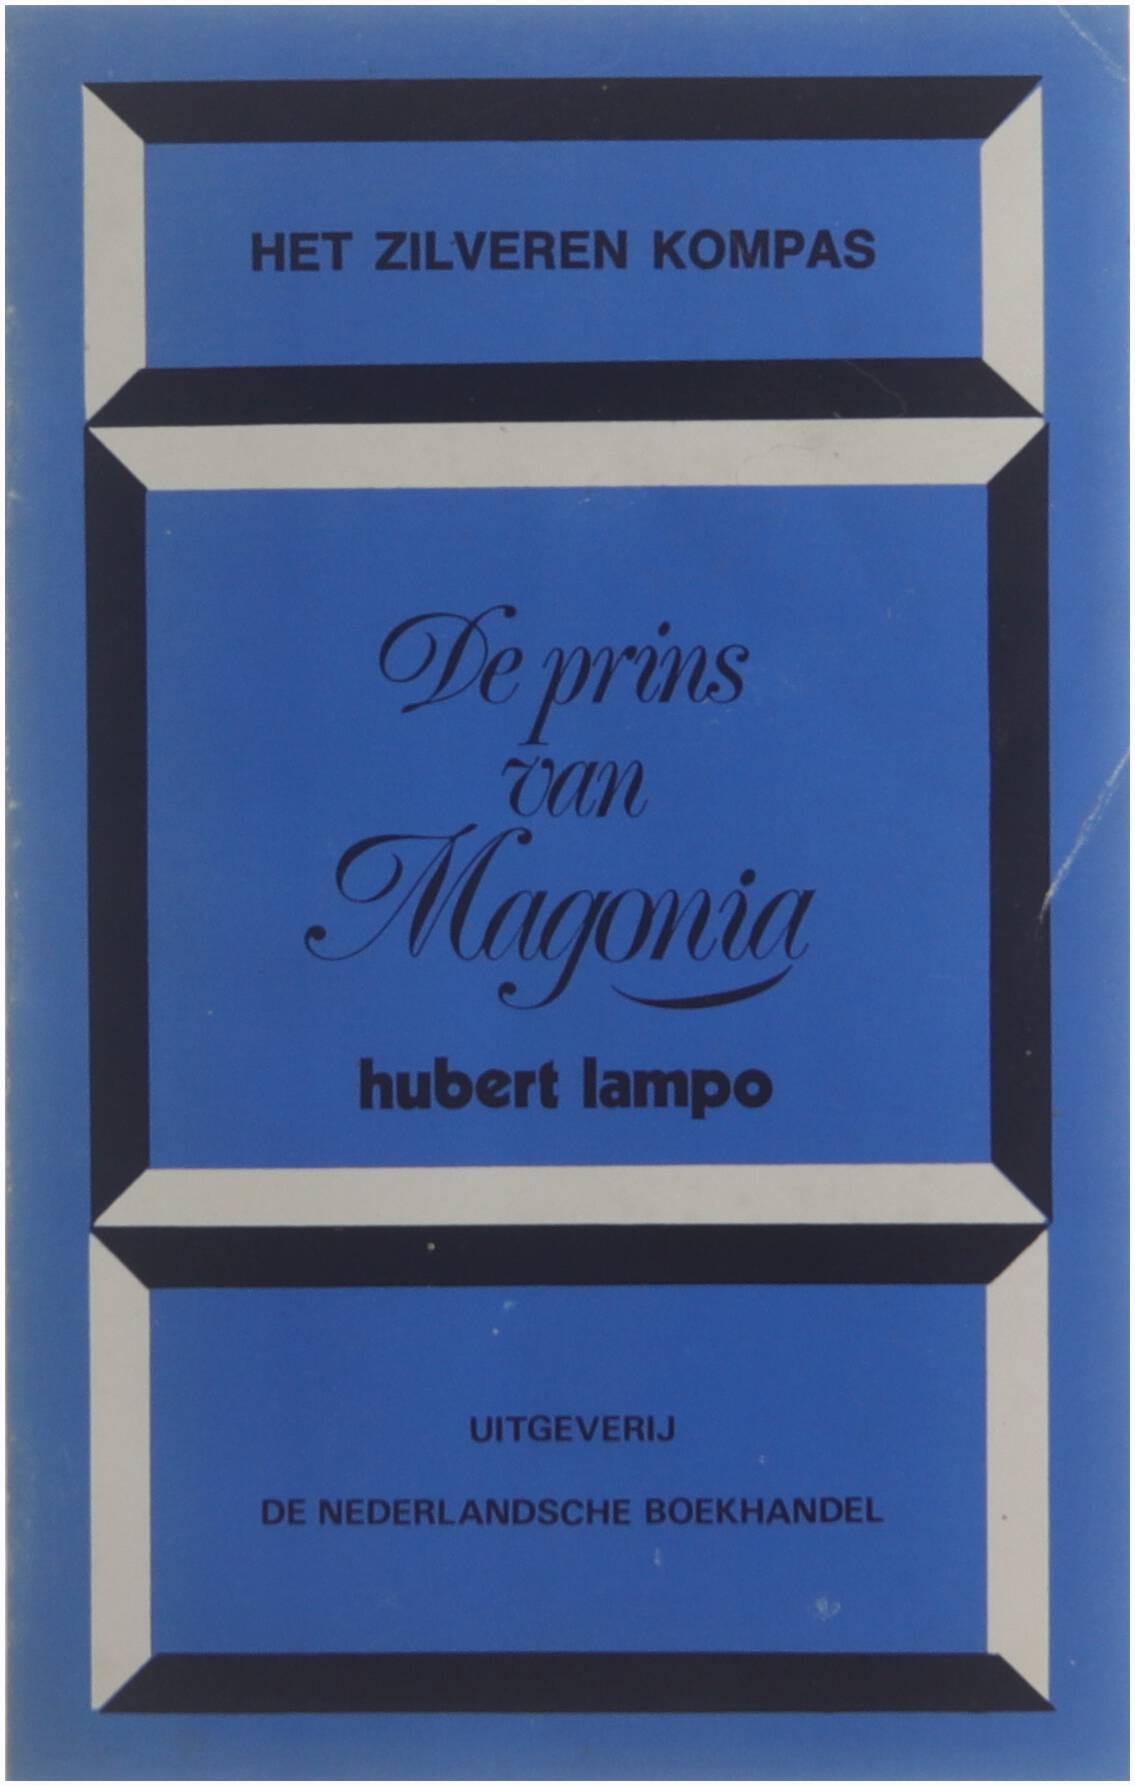 HET ZILVEREN KOMPAS
De prins
van
Magonia
hubert lampo
UITGEVERIJ
DE NEDERLANDSCHE BOEKHANDEL